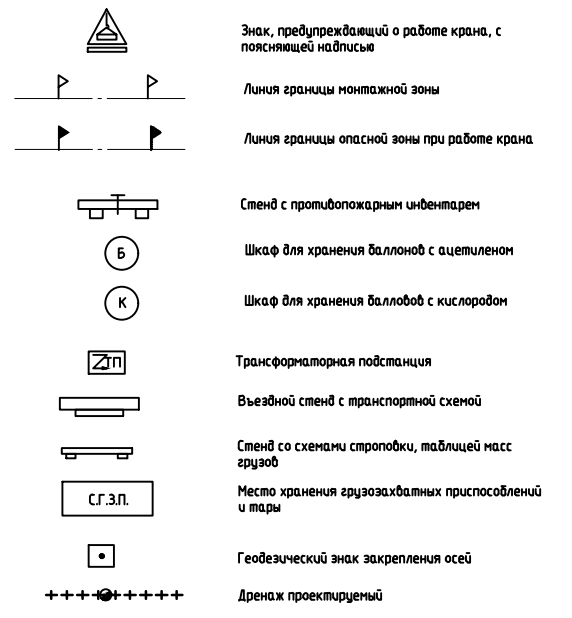 Знак, предупреждающий о работе крана, с
поясняющей надписью
Линия границы монтажной зоны
Линия границы опасной зоны при работе крана
Стенд с противопожарным инвентарем
Б
Шкаф для хранения баллонов с ацетиленом
К
Шкаф для хранения балловов с кислородом
ТП
Трансформаторная подстанция
Въездной стенд с транспортной схемой
Стенд со схемами строповки, таблицей масс
грузов
С.Г.З.П.
Место хранения грузозахватных приспособлений
и тары
Геодезический знак закрепления осей
Дренаж проектируемый